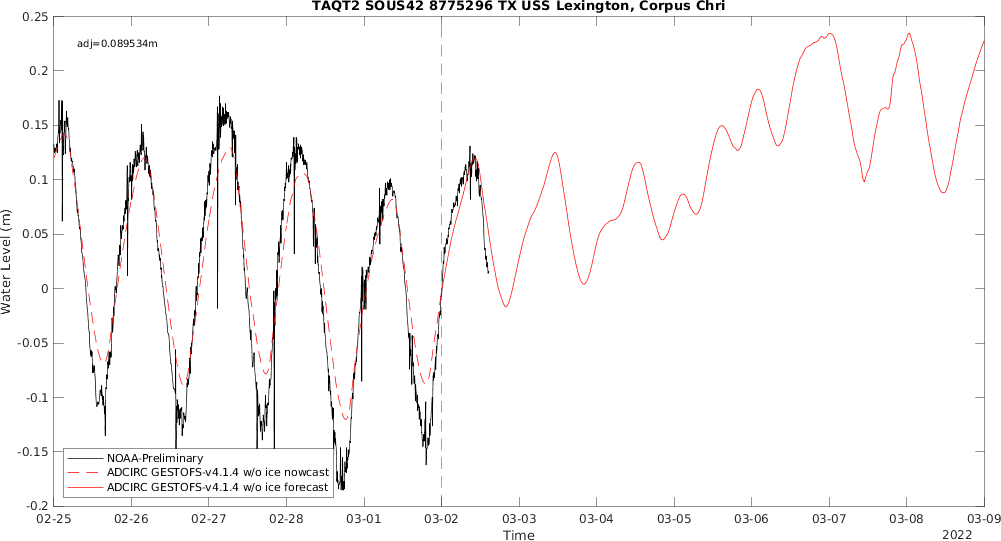 TAQT2 SOUS42 8775296 TX USS Lexington, Corpus Chri
adj=0.089534m
0.25
0.2
0.15
0.1
0.05
0
-0.05
-0.1
-0.15
-0.2
Water Level (m)
NOAA-Preliminary
ADCIRC GESTOFS-v4.1.4 w/o ice nowcast
ADCIRC GESTOFS-v4.1.4 w/o ice forecast
02-25 02-26 02-27 02-28 03-01 03-02 03-03 03-04 03-05 03-06 03-07 03-08 03-09
Time
2022